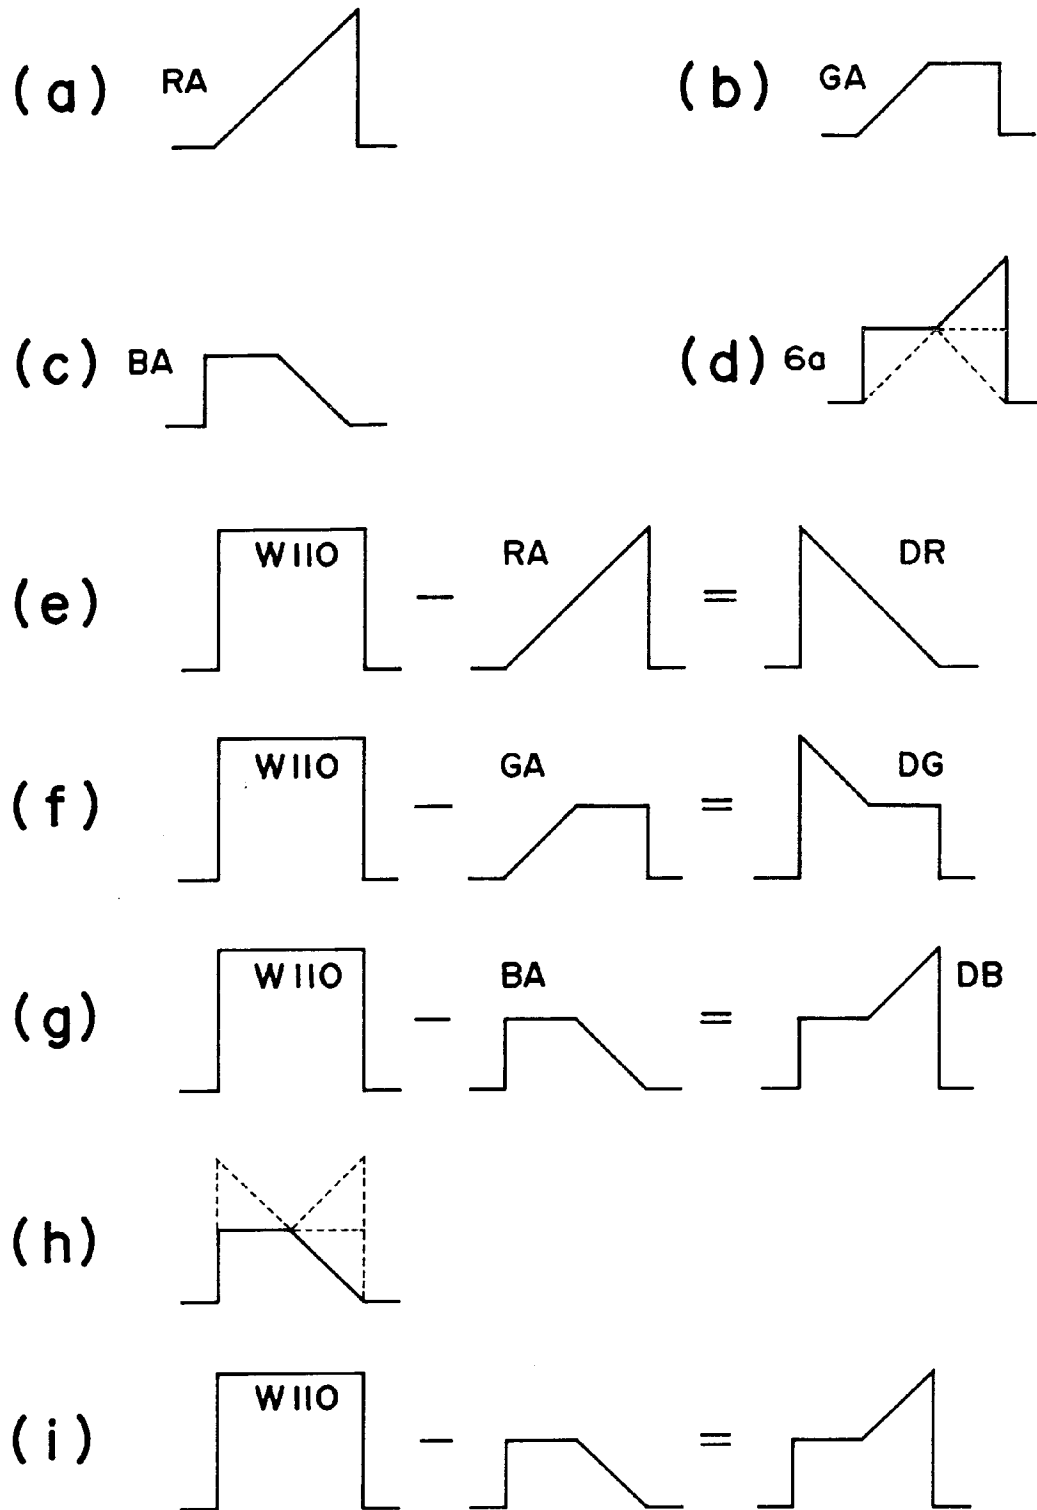 (a) RA
(b) GA
(c) BA
(d) 6a
(e) W110 − RA = DR
(f) W110 − GA = DG
(g) W110 − BA = DB
(h)
(i) W110 − =